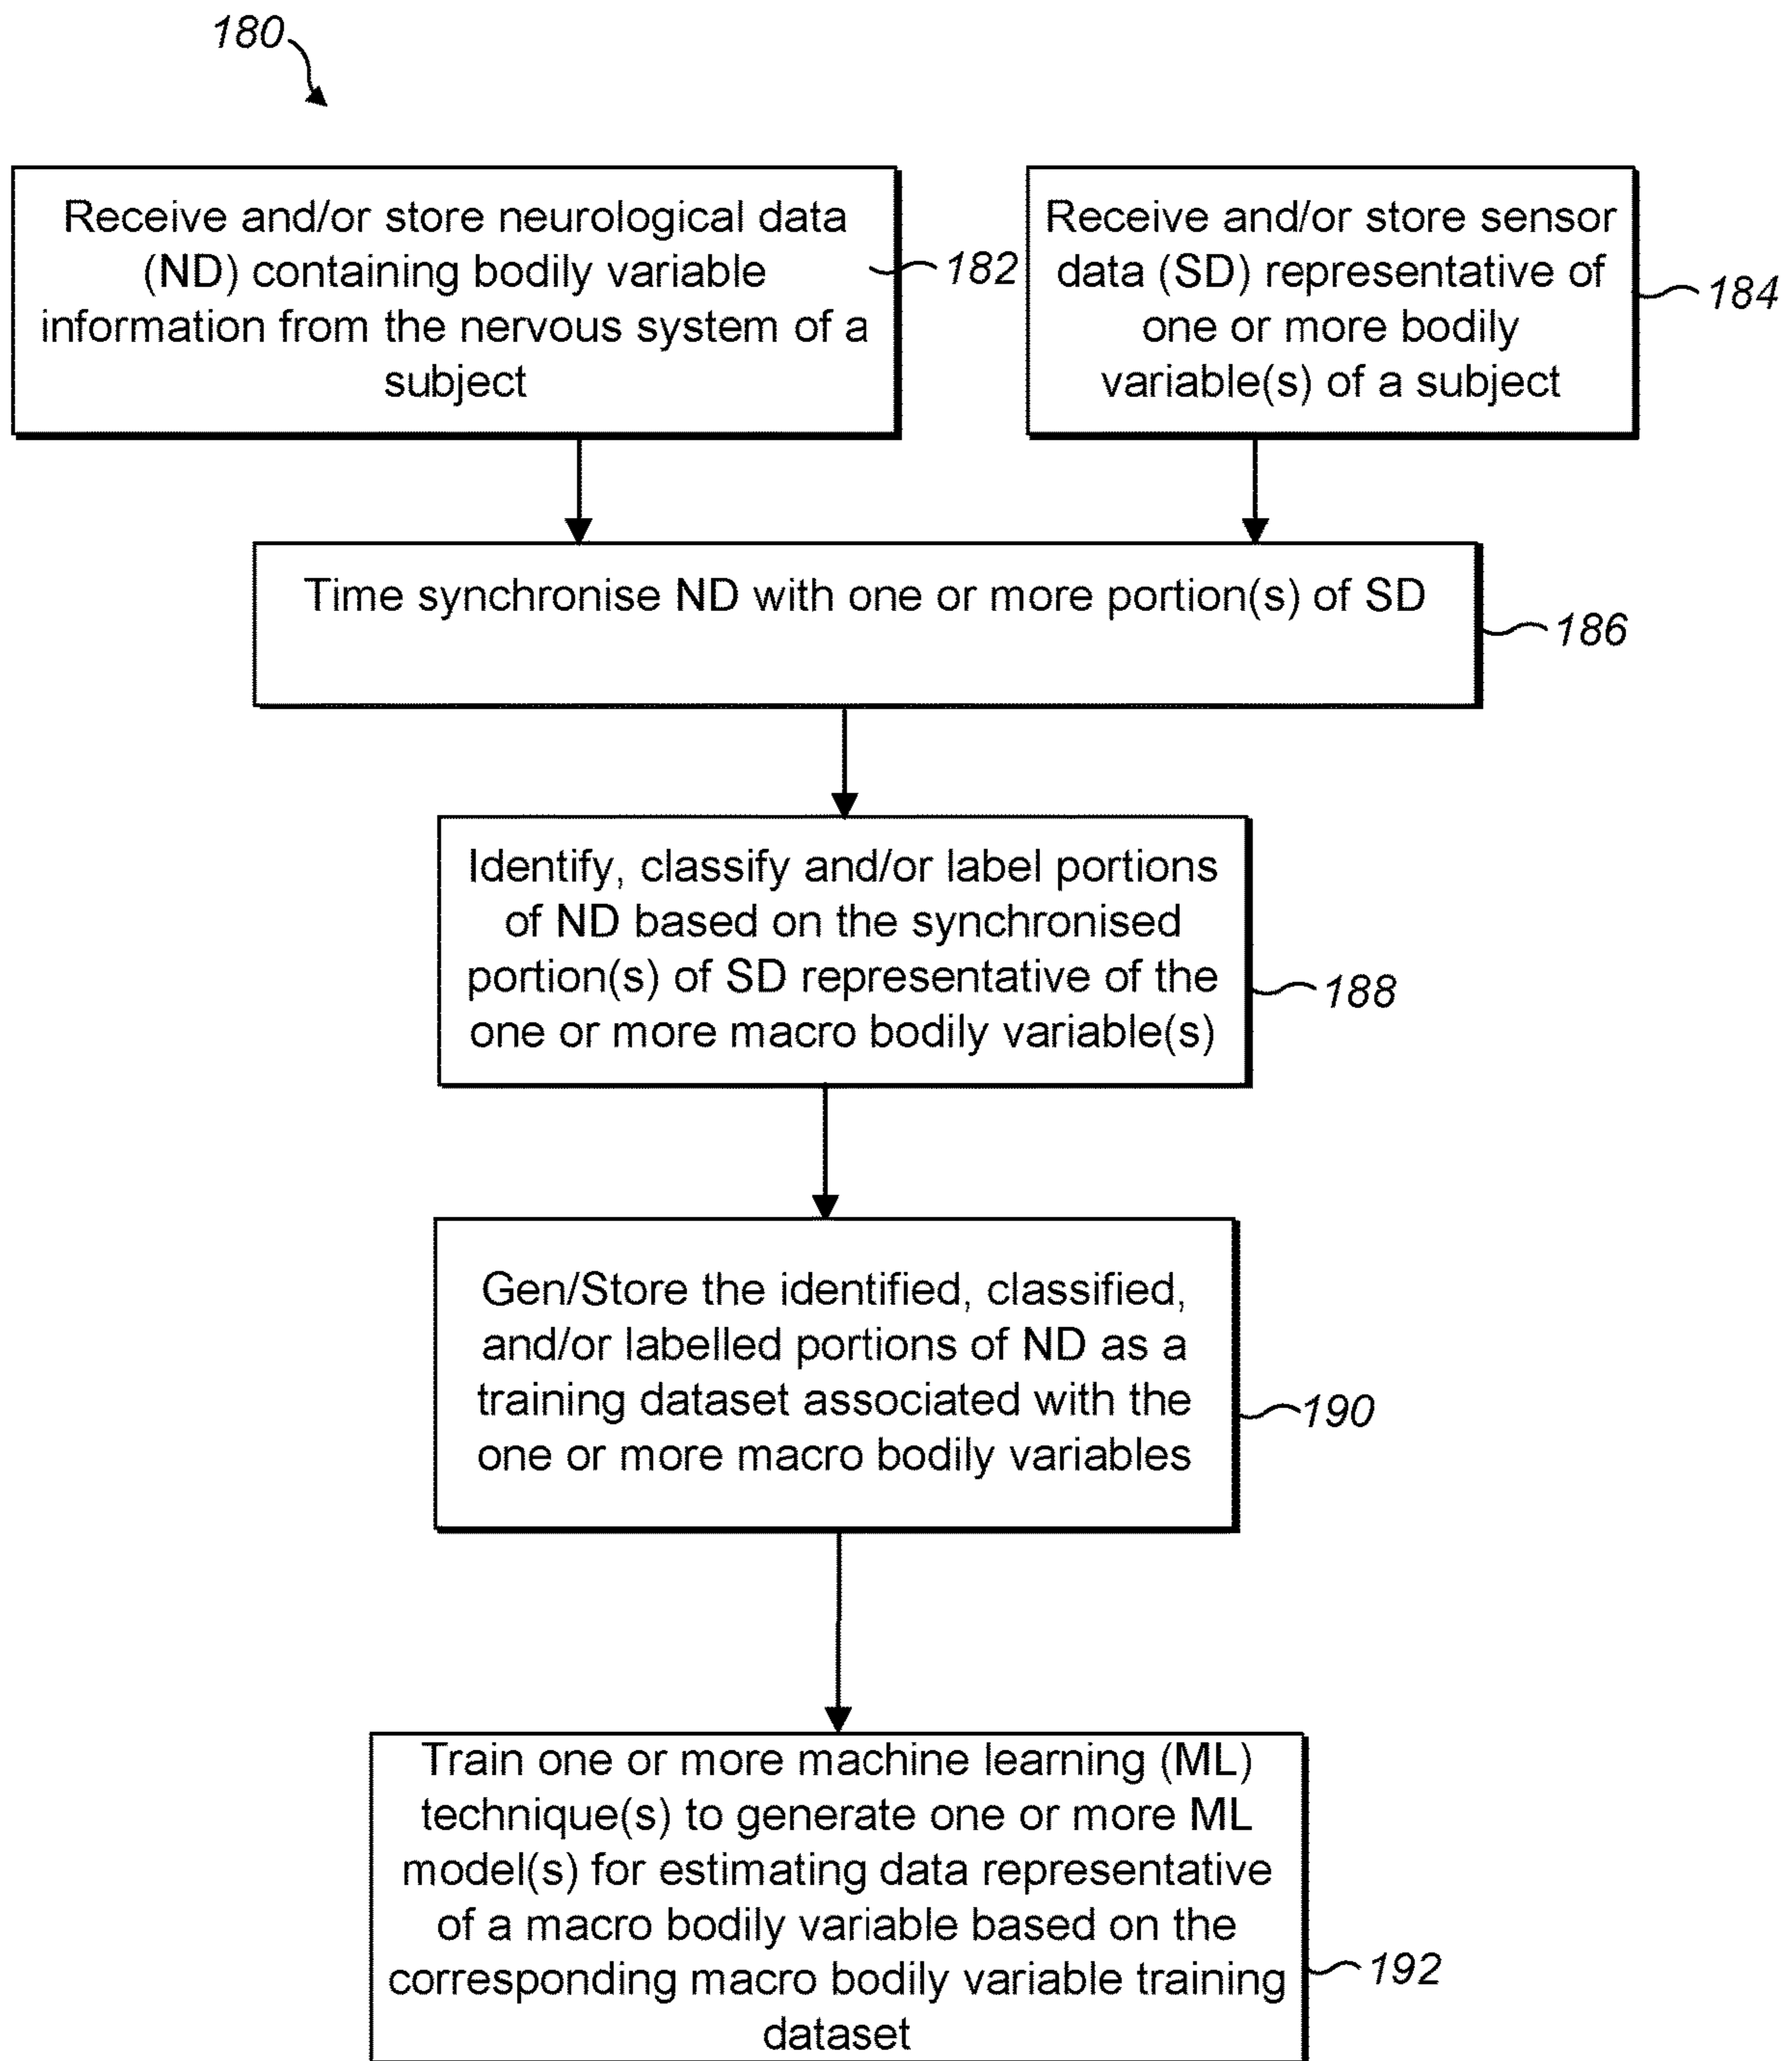 180
Receive and/or store neurological data
(ND) containing bodily variable
information from the nervous system of a
subject
182
Receive and/or store sensor
data (SD) representative of
one or more bodily
variable(s) of a subject
184
Time synchronise ND with one or more portion(s) of SD
186
Identify, classify and/or label portions
of ND based on the synchronised
portion(s) of SD representative of the
one or more macro bodily variable(s)
188
Gen/Store the identified, classified,
and/or labelled portions of ND as a
training dataset associated with the
one or more macro bodily variables
190
Train one or more machine learning (ML)
technique(s) to generate one or more ML
model(s) for estimating data representative
of a macro bodily variable based on the
corresponding macro bodily variable training
dataset
192